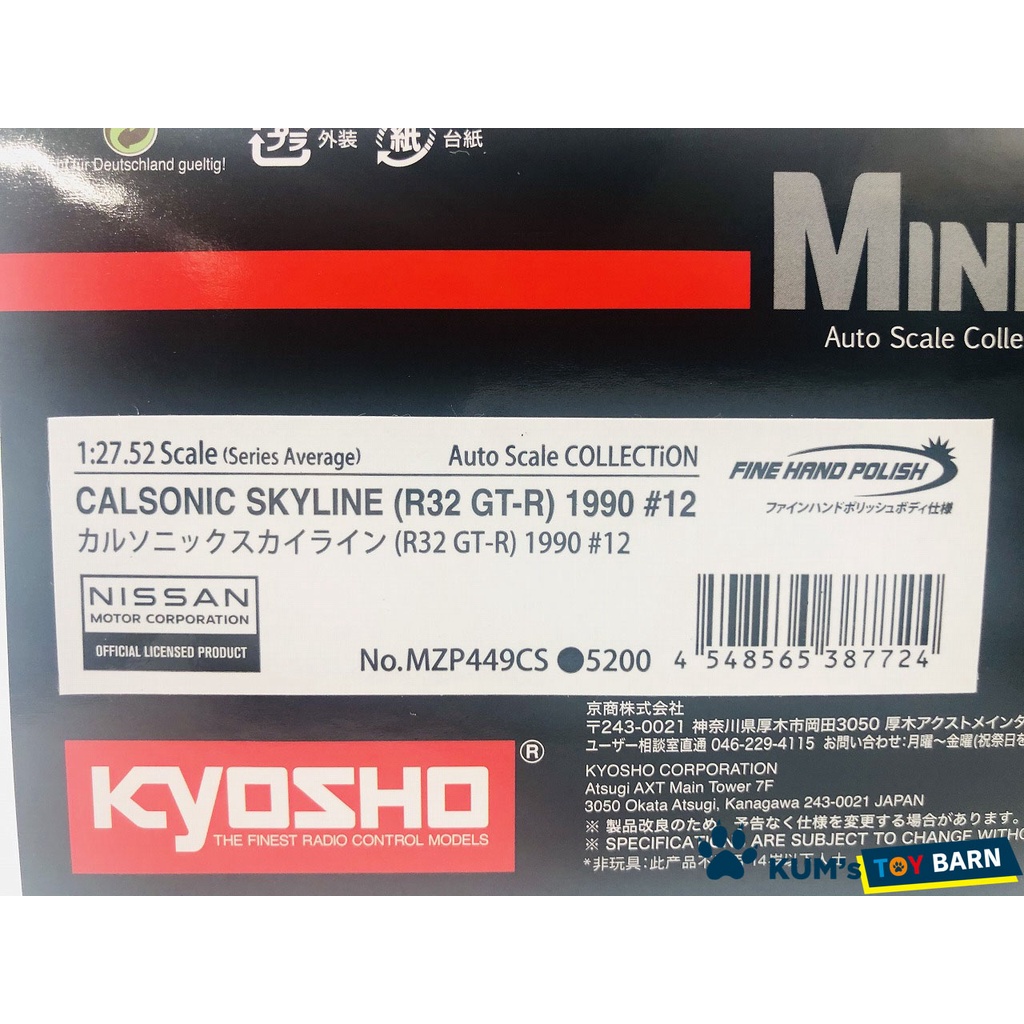 für Deutschland gueltig!
プラ 外装 紙 台紙
MINI
Auto Scale Colle
1:27.52 Scale (Series Average) Auto Scale COLLECTiON
CALSONIC SKYLINE (R32 GT-R) 1990 #12
カルソニックスカイライン (R32 GT-R) 1990 #12
FINE HAND POLISH
ファインハンドポリッシュボディ仕様
NISSAN
MOTOR CORPORATION
OFFICIAL LICENSED PRODUCT
No.MZP449CS ●5200
4 548565 387724
京商株式会社
〒243-0021 神奈川県厚木市岡田3050 厚木アクストメインタ
ユーザー相談室直通 046-229-4115 お問い合わせ:月曜〜金曜(祝祭日を
KYOSHO CORPORATION
Atsugi AXT Main Tower 7F
3050 Okata Atsugi, Kanagawa 243-0021 JAPAN
※ 製品改良のため、予告なく仕様を変更する場合があります。
※ SPECIFICATI ARE SUBJECT TO CHANGE WITHO
*非玩具:此产品不 14
KYOSHO®
THE FINEST RADIO CONTROL MODELS
KUM's TOY BARN